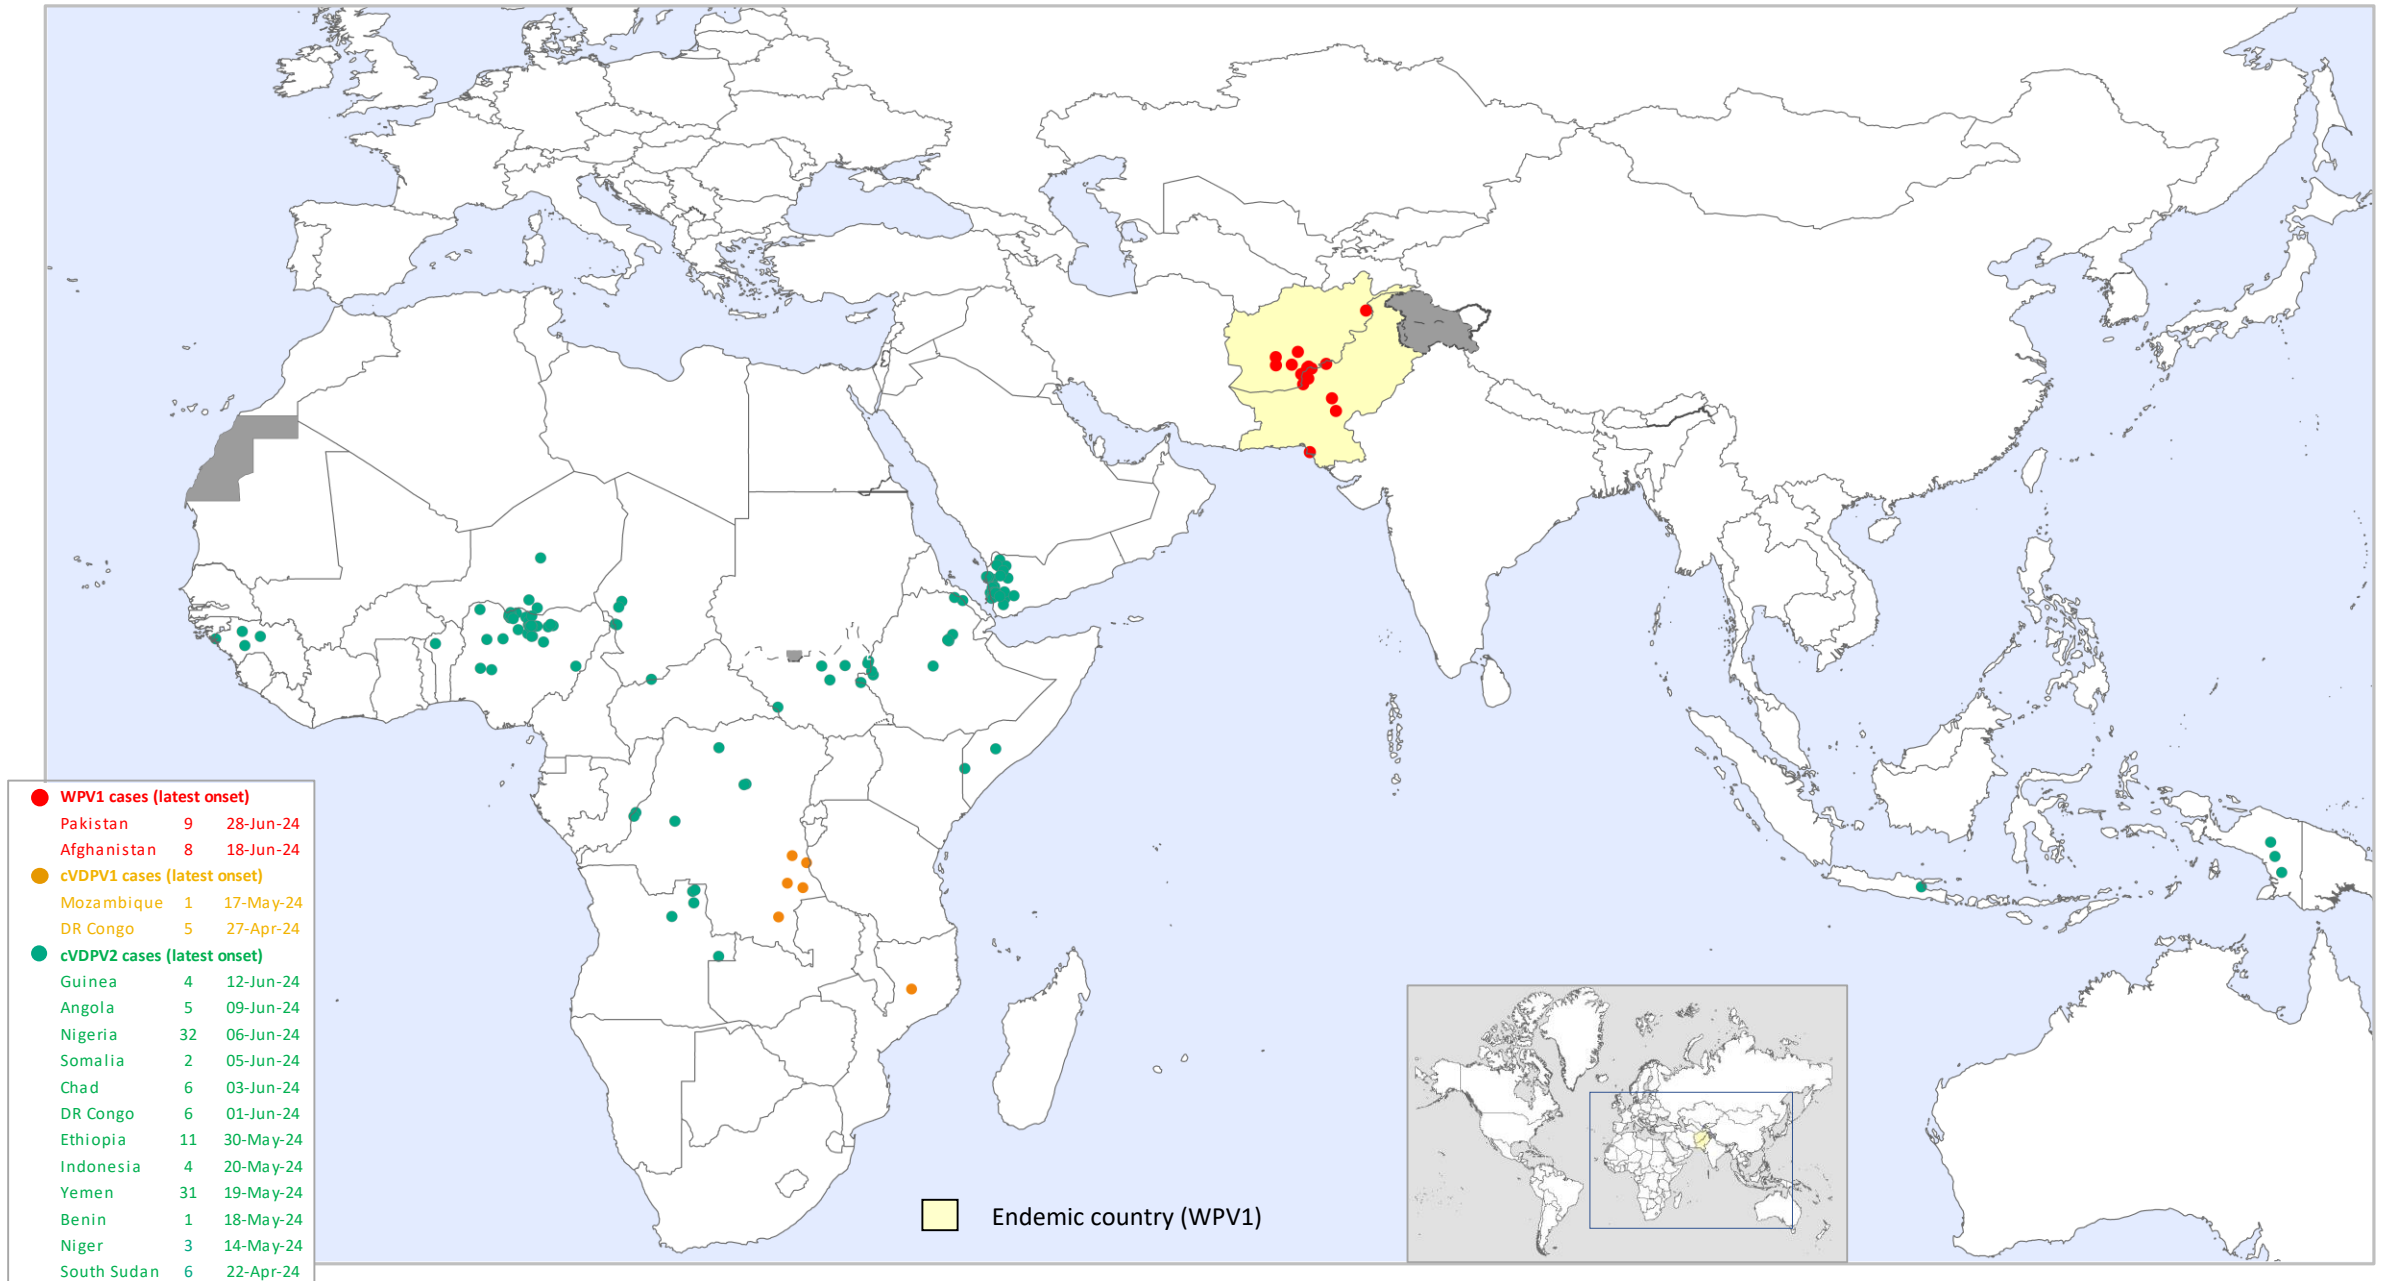 WPV1 cases (latest onset)
Pakistan 9 28-Jun-24
Afghanistan 8 18-Jun-24
cVDPV1 cases (latest onset)
Mozambique 1 17-May-24
DR Congo 5 27-Apr-24
cVDPV2 cases (latest onset)
Guinea 4 12-Jun-24
Angola 5 09-Jun-24
Nigeria 32 06-Jun-24
Somalia 2 05-Jun-24
Chad 6 03-Jun-24
DR Congo 6 01-Jun-24
Ethiopia 11 30-May-24
Indonesia 4 20-May-24
Yemen 31 19-May-24
Benin 1 18-May-24
Niger 3 14-May-24
South Sudan 6 22-Apr-24
Endemic country (WPV1)